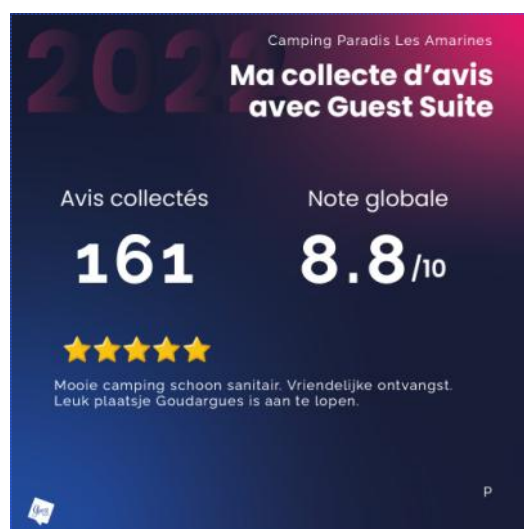 2022
Camping Paradis Les Amarines
Ma collecte d'avis
avec Guest Suite
Avis collectés
Note globale
161
8.8/10
Mooie camping schoon sanitair. Vriendelijke ontvangst.
Leuk plaatsje Goudargues is aan te lopen.
P